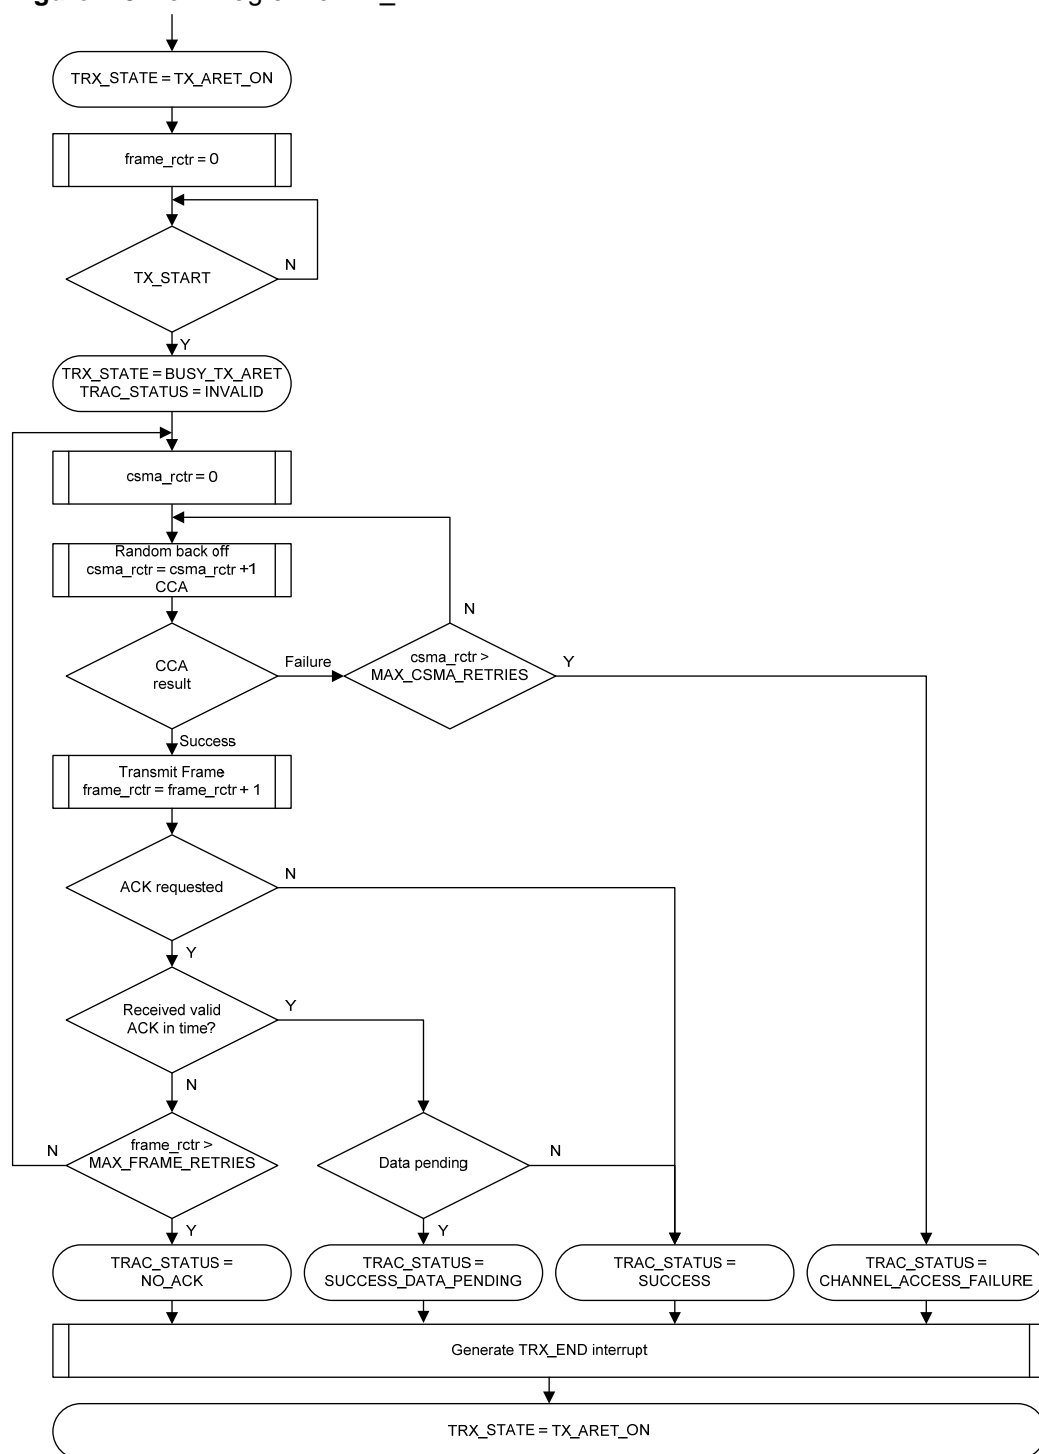 TRX_STATE = TX_ARET_ON
frame_rctr = 0
TX_START
N
Y
TRX_STATE = BUSY_TX_ARET
TRAC_STATUS = INVALID
csma_rctr = 0
Random back off
csma_rctr = csma_rctr +1
CCA
N
CCA
result
Failure
csma_rctr >
MAX_CSMA_RETRIES
Y
Success
Transmit Frame
frame_rctr = frame_rctr + 1
ACK requested
N
Y
Received valid
ACK in time?
Y
N
N
frame_rctr >
MAX_FRAME_RETRIES
Data pending
N
Y
Y
TRAC_STATUS =
NO_ACK
TRAC_STATUS =
SUCCESS_DATA_PENDING
TRAC_STATUS =
SUCCESS
TRAC_STATUS =
CHANNEL_ACCESS_FAILURE
Generate TRX_END interrupt
TRX_STATE = TX_ARET_ON